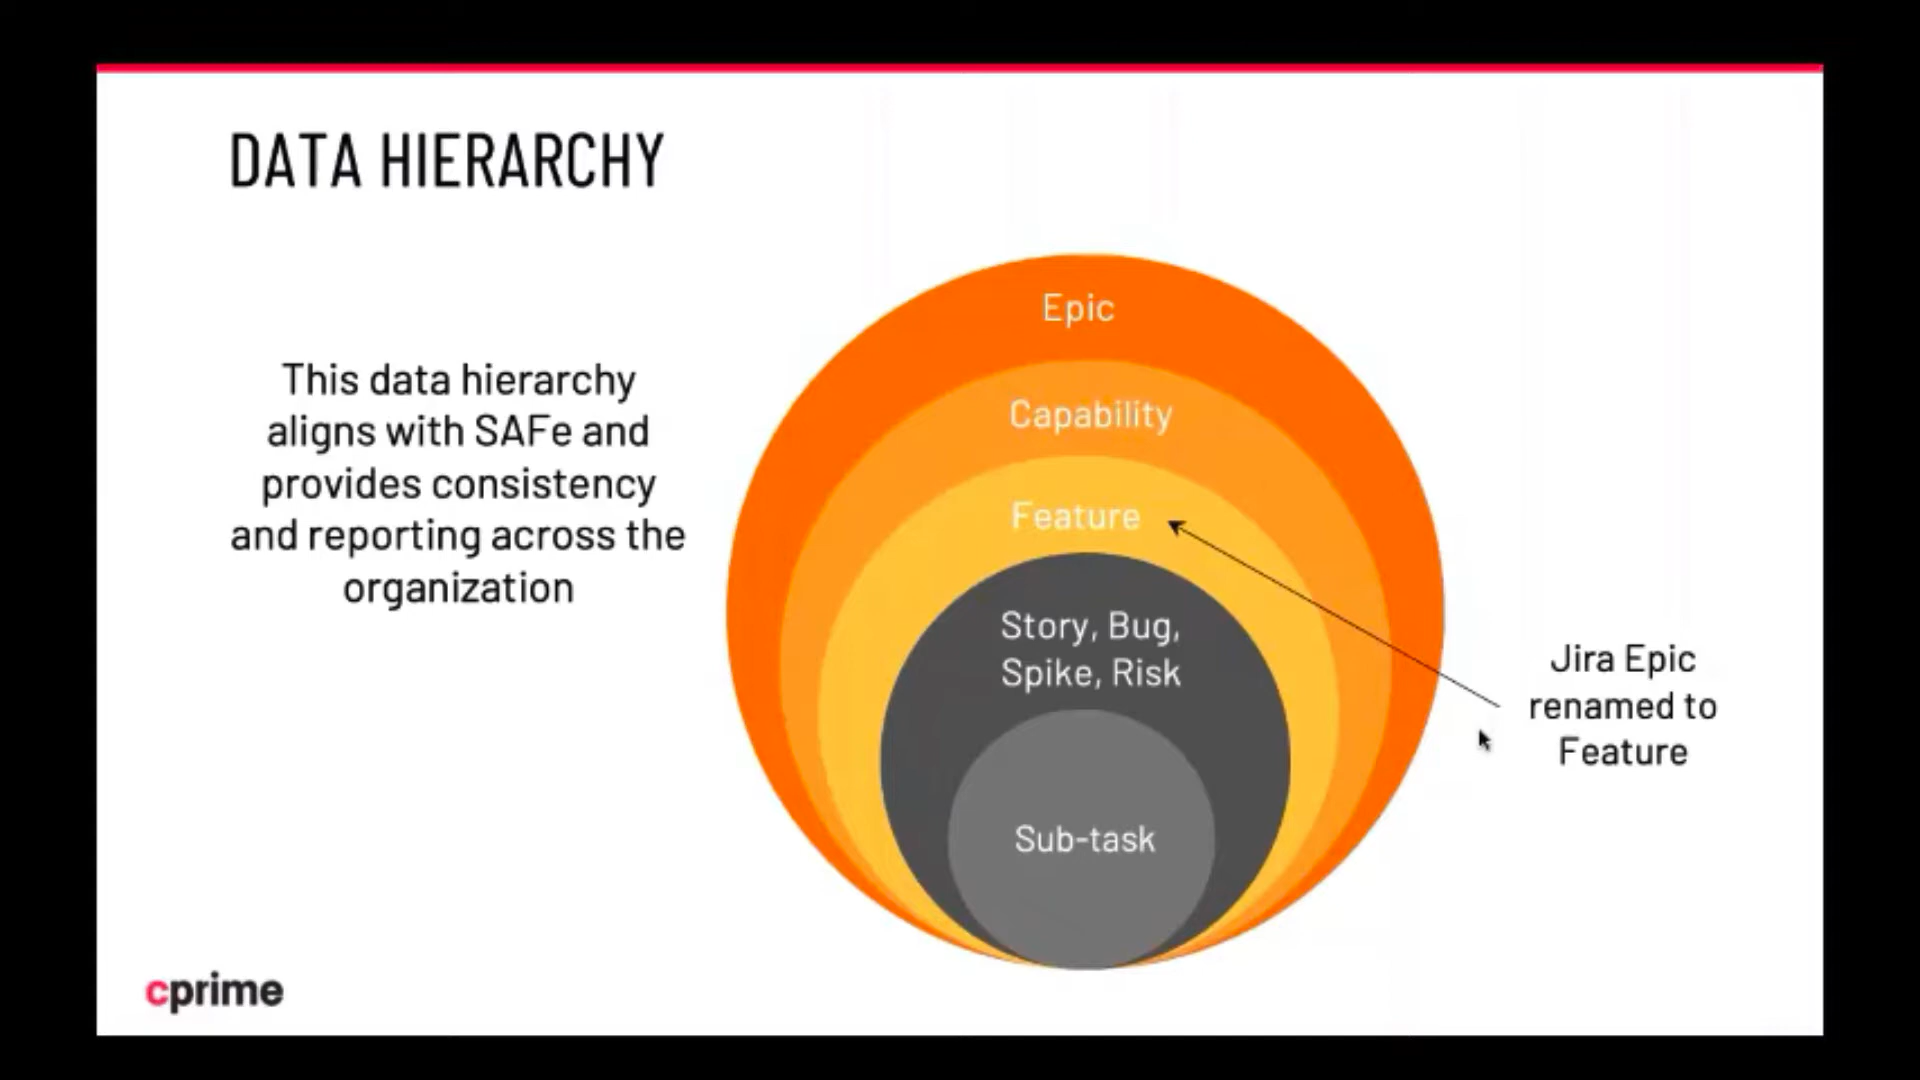 DATA HIERARCHY
This data hierarchy
aligns with SAFe and
provides consistency
and reporting across the
organization
Epic
Capability
Feature
Story, Bug,
Spike, Risk
Sub-task
Jira Epic
renamed to
Feature
cprime